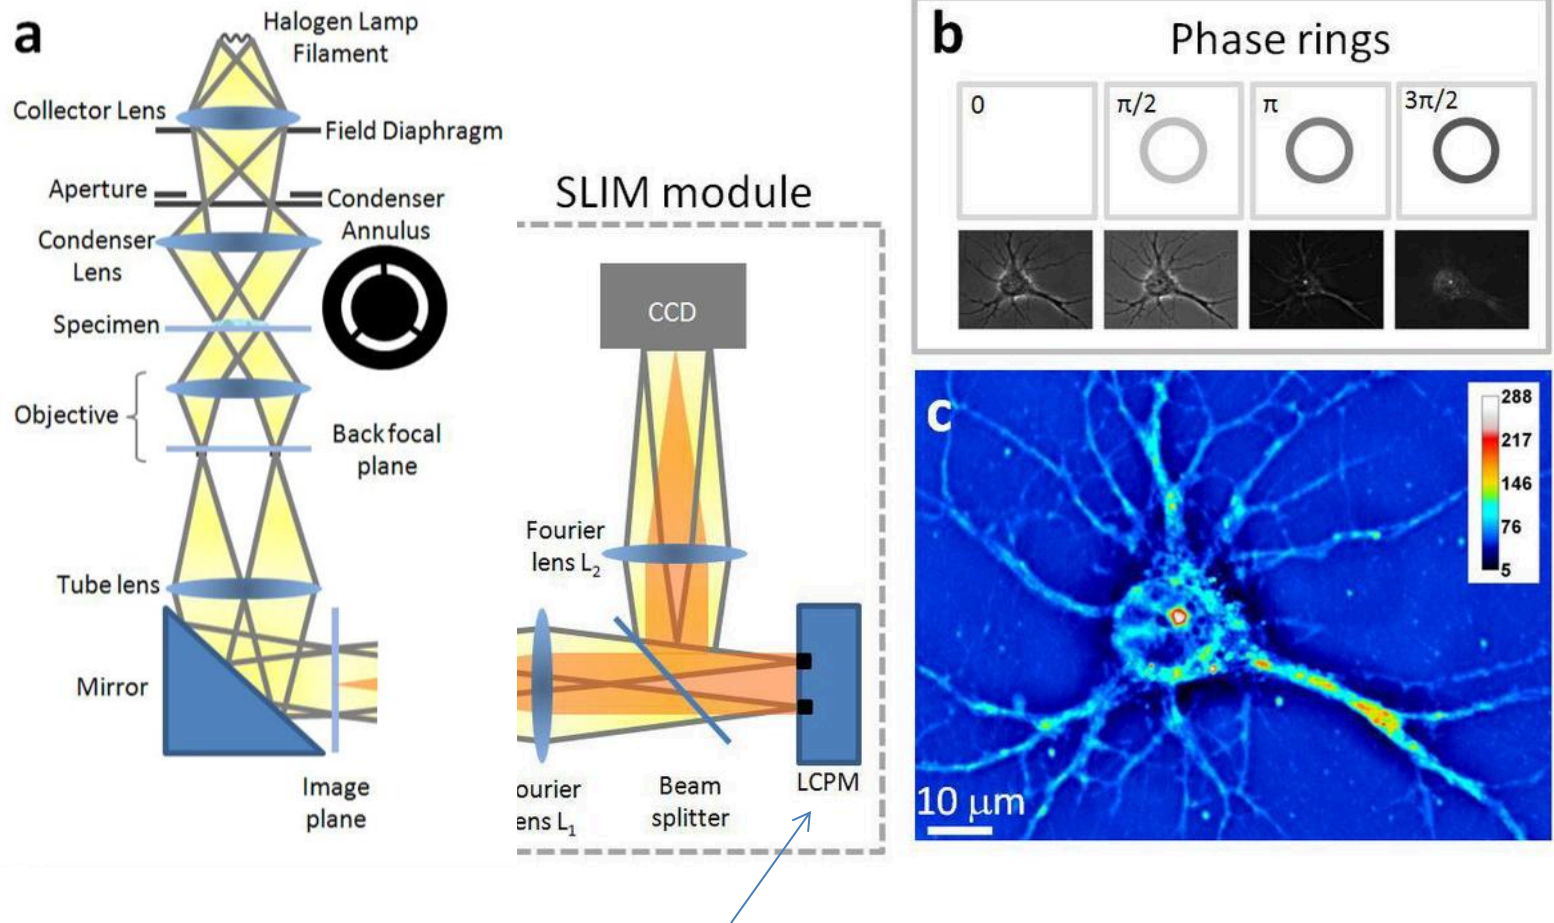 a
Halogen Lamp
Filament
Collector Lens
Field Diaphragm
Aperture
Condenser
Annulus
Condenser
Lens
Specimen
Objective
Back focal
plane
Tube lens
Mirror
Image
plane
SLIM module
CCD
Fourier
lens L₂
ourier
ens L₁
Beam
splitter
LCPM
b
Phase rings
0
π/2
π
3π/2
c
288
217
146
76
5
10 μm